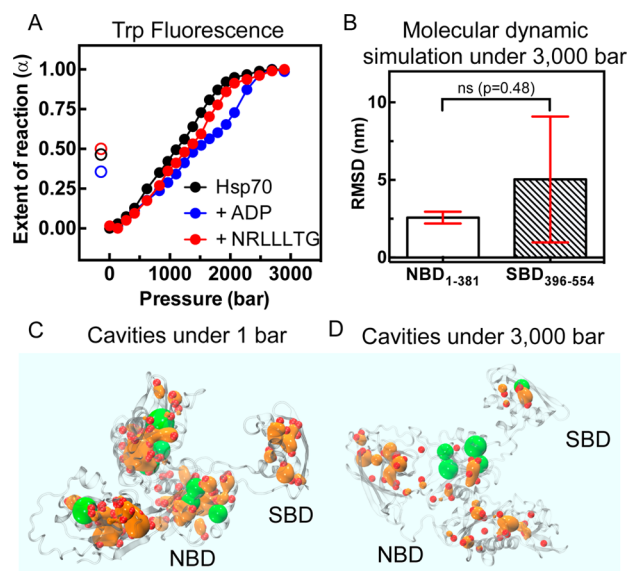 A
Trp Fluorescence
Extent of reaction (α)
1.00
0.75
0.50
0.25
0.00
Hsp70
+ ADP
+ NRLLLTG
0 1000 2000 3000
Pressure (bar)
B
Molecular dynamic
simulation under 3,000 bar
ns (p=0.48)
RMSD (nm)
10
5
0
NBD1-381
SBD396-554
C
Cavities under 1 bar
SBD
NBD
D
Cavities under 3,000 bar
SBD
NBD